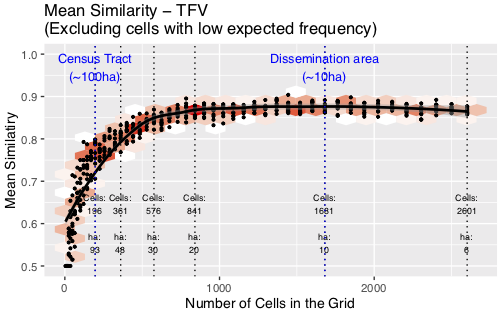 Mean Similarity – TFV
(Excluding cells with low expected frequency)
Census Tract
(~100ha)
Dissemination area
(~10ha)
1.0
0.9
0.8
0.7
0.6
0.5
Mean Similatiry
Cells: Cells: Cells: Cells: Cells: Cells:
196 361 576 841 1681 2601
ha: ha: ha: ha: ha: ha:
93 48 30 20 10 6
0 1000 2000
Number of Cells in the Grid